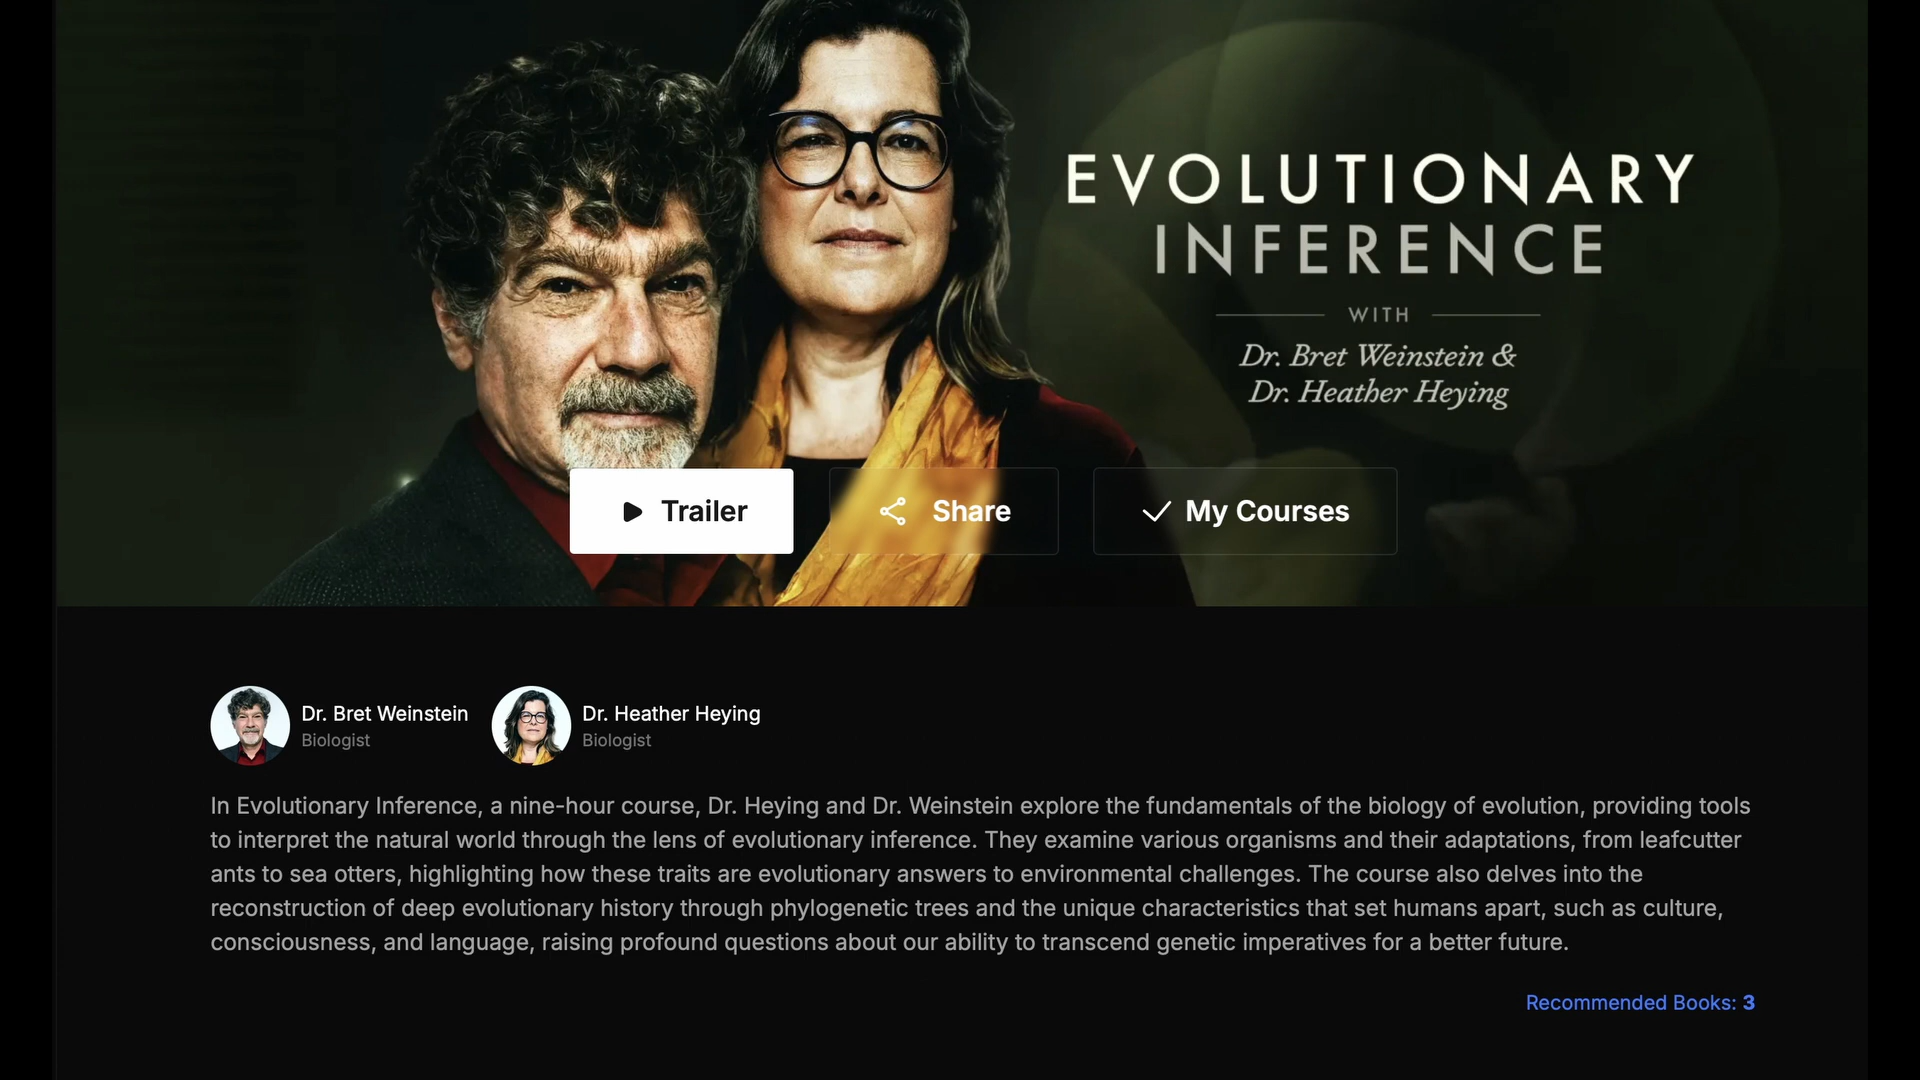 EVOLUTIONARY
INFERENCE
WITH
Dr. Bret Weinstein &
Dr. Heather Heying
Trailer
Share
My Courses
Dr. Bret Weinstein
Biologist
Dr. Heather Heying
Biologist
In Evolutionary Inference, a nine-hour course, Dr. Heying and Dr. Weinstein explore the fundamentals of the biology of evolution, providing tools
to interpret the natural world through the lens of evolutionary inference. They examine various organisms and their adaptations, from leafcutter
ants to sea otters, highlighting how these traits are evolutionary answers to environmental challenges. The course also delves into the
reconstruction of deep evolutionary history through phylogenetic trees and the unique characteristics that set humans apart, such as culture,
consciousness, and language, raising profound questions about our ability to transcend genetic imperatives for a better future.
Recommended Books: 3